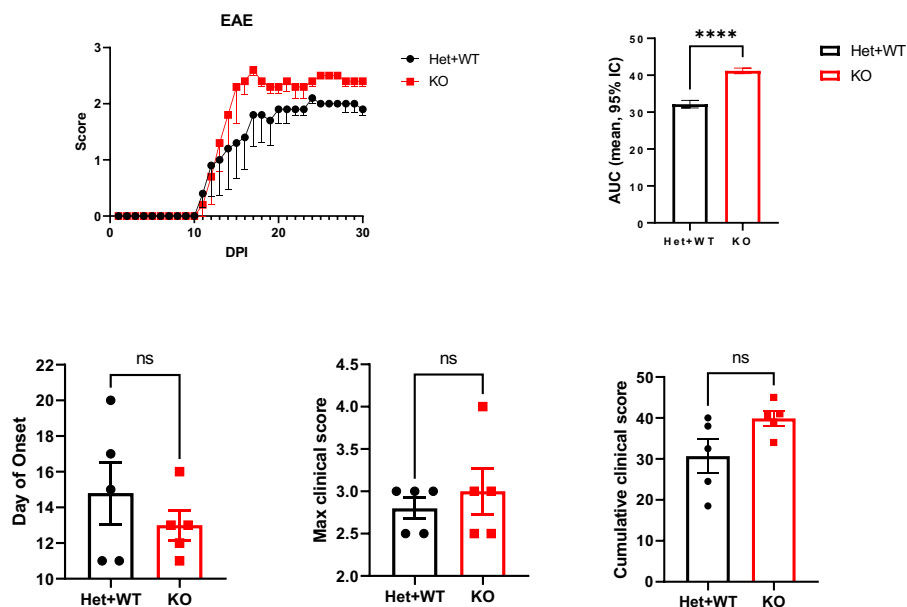 EAE
Score
3
2
1
0
0
10
20
30
DPI
Het+WT
KO
AUC (mean, 95% IC)
50
40
30
20
10
0
****
Het+WT
KO
Het+WT
KO
Day of Onset
22
20
18
16
14
12
10
ns
Het+WT
KO
Max clinical score
4.5
4.0
3.5
3.0
2.5
2.0
ns
Het+WT
KO
Cumulative clinical score
50
40
30
20
10
0
ns
Het+WT
KO